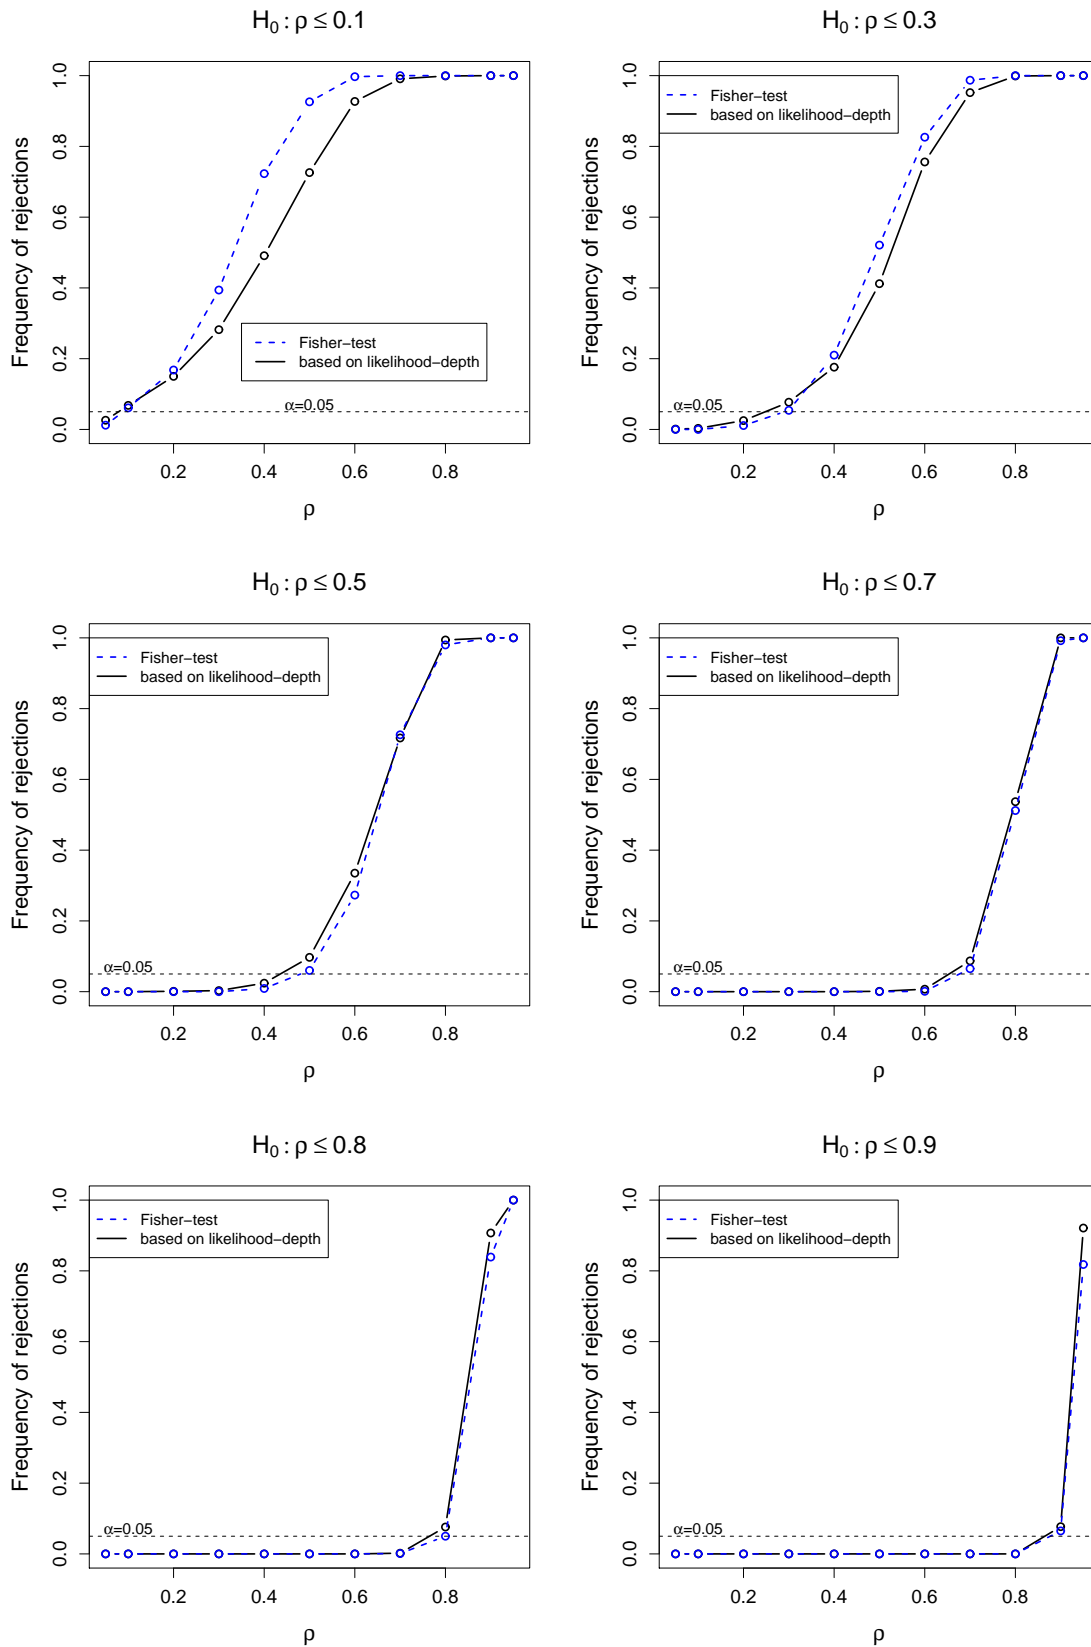 H₀ : ρ ≤ 0.1
Frequency of rejections
1.0
0.8
0.6
0.4
0.2
0.0
Fisher−test
based on likelihood−depth
α=0.05
0.2 0.4 0.6 0.8
ρ
H₀ : ρ ≤ 0.3
Frequency of rejections
1.0
0.8
0.6
0.4
0.2
0.0
Fisher−test
based on likelihood−depth
α=0.05
0.2 0.4 0.6 0.8
ρ
H₀ : ρ ≤ 0.5
Frequency of rejections
1.0
0.8
0.6
0.4
0.2
0.0
Fisher−test
based on likelihood−depth
α=0.05
0.2 0.4 0.6 0.8
ρ
H₀ : ρ ≤ 0.7
Frequency of rejections
1.0
0.8
0.6
0.4
0.2
0.0
Fisher−test
based on likelihood−depth
α=0.05
0.2 0.4 0.6 0.8
ρ
H₀ : ρ ≤ 0.8
Frequency of rejections
1.0
0.8
0.6
0.4
0.2
0.0
Fisher−test
based on likelihood−depth
α=0.05
0.2 0.4 0.6 0.8
ρ
H₀ : ρ ≤ 0.9
Frequency of rejections
1.0
0.8
0.6
0.4
0.2
0.0
Fisher−test
based on likelihood−depth
α=0.05
0.2 0.4 0.6 0.8
ρ